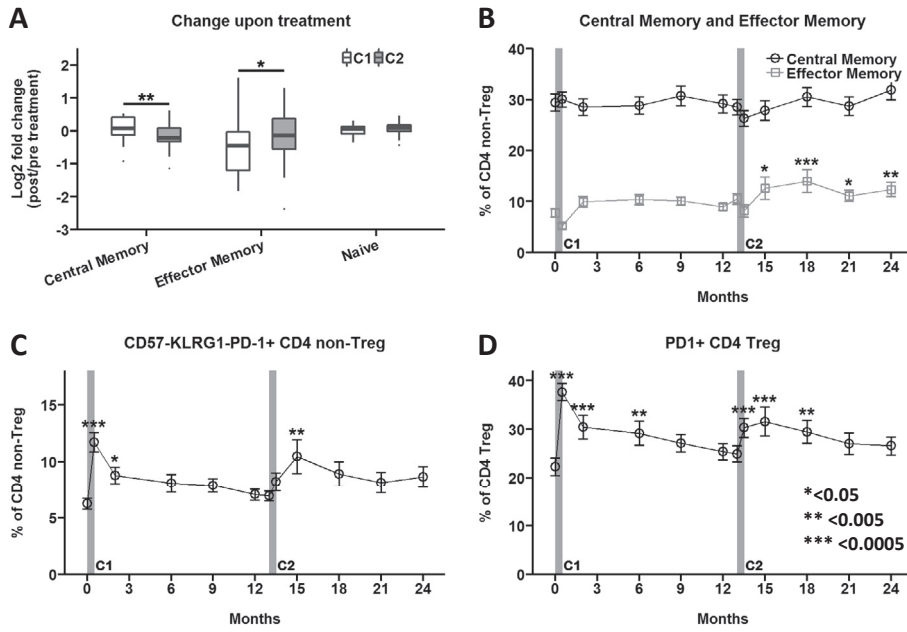 A
Change upon treatment
C1 C2
Log2 fold change
(post/pre treatment)
2
1
0
-1
-2
-3
**
*
Central Memory
Effector Memory
Naive
B
Central Memory and Effector Memory
Central Memory
Effector Memory
% of CD4 non-Treg
40
30
20
10
0
* *** * **
C1 C2
0 3 6 9 12 15 18 21 24
Months
C
CD57-KLRG1-PD-1+ CD4 non-Treg
% of CD4 non-Treg
15
10
5
0
*** * **
C1 C2
0 3 6 9 12 15 18 21 24
Months
D
PD1+ CD4 Treg
% of CD4 Treg
40
30
20
10
0
*** *** ** *** *** **
*<0.05
** <0.005
*** <0.0005
C1 C2
0 3 6 9 12 15 18 21 24
Months